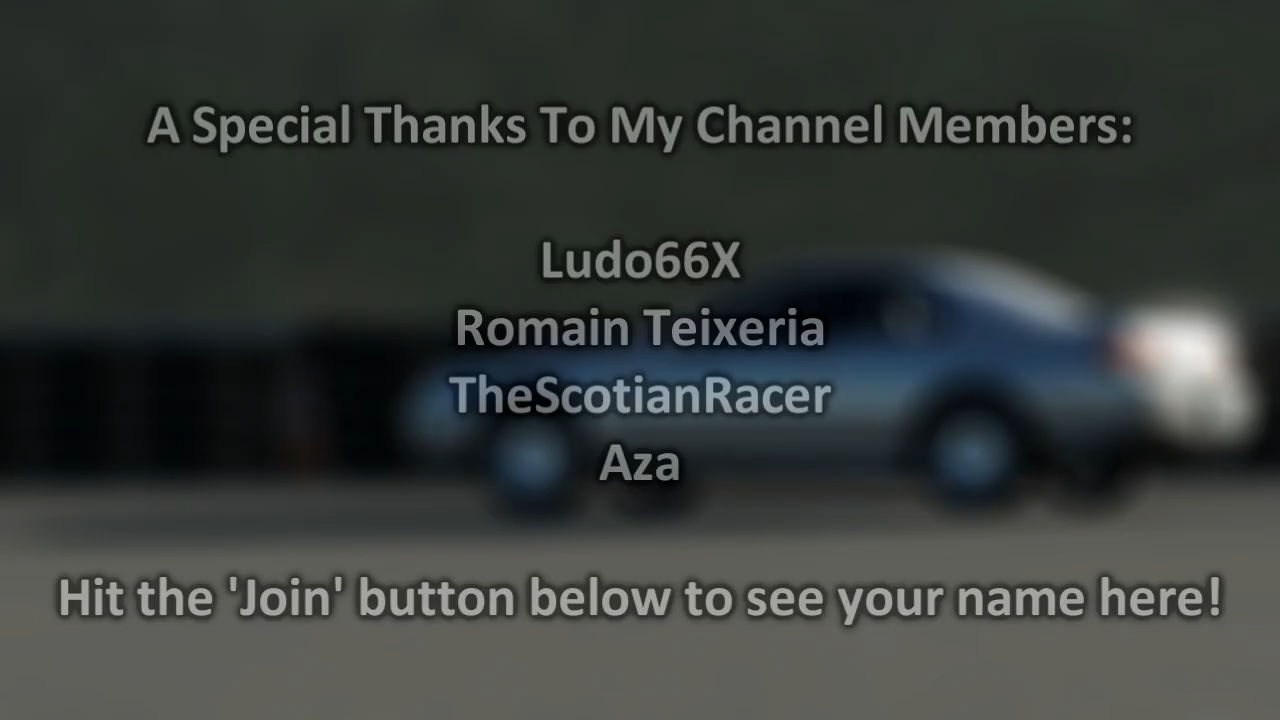 A Special Thanks To My Channel Members:
Ludo66X
Romain Teixeria
TheScotianRacer
Aza
Hit the 'Join' button below to see your name here!